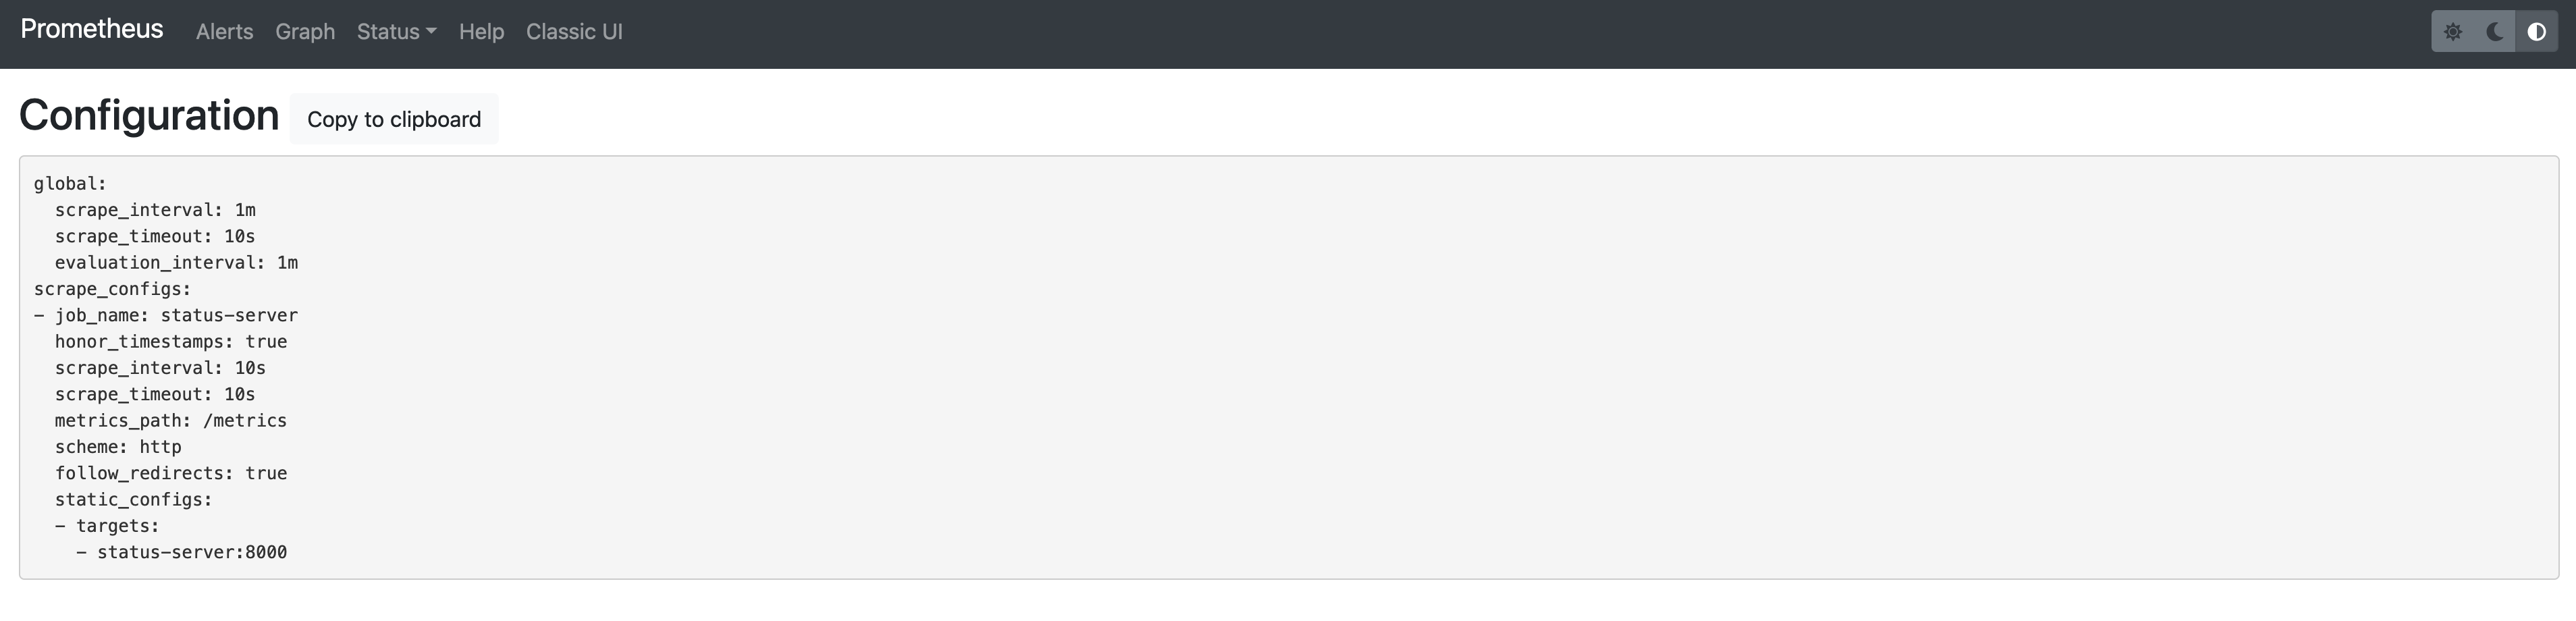 Prometheus Alerts Graph Status Help Classic UI
Configuration Copy to clipboard
global:
  scrape_interval: 1m
  scrape_timeout: 10s
  evaluation_interval: 1m
scrape_configs:
- job_name: status-server
  honor_timestamps: true
  scrape_interval: 10s
  scrape_timeout: 10s
  metrics_path: /metrics
  scheme: http
  follow_redirects: true
  static_configs:
  - targets:
    - status-server:8000